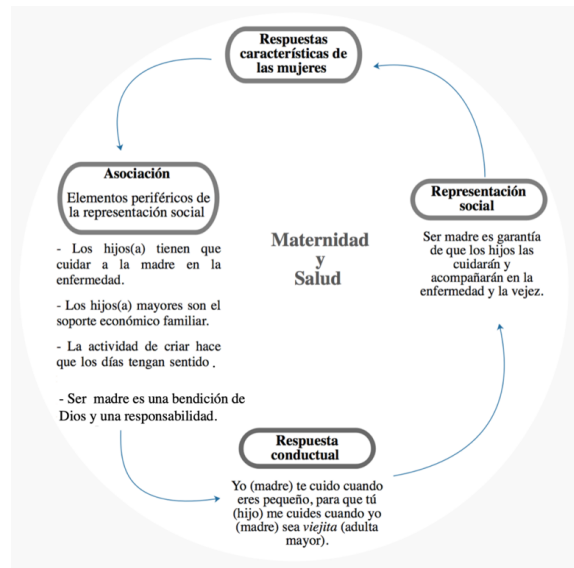 Respuestas
características de
las mujeres
Asociación
Elementos periféricos de
la representación social
- Los hijos(a) tienen que
cuidar a la madre en la
enfermedad.
- Los hijos(a) mayores son el
soporte económico familiar.
- La actividad de criar hace
que los días tengan sentido .
- Ser madre es una bendición de
Dios y una responsabilidad.
Maternidad
y
Salud
Representación
social
Ser madre es garantía
de que los hijos las
cuidarán y
acompañarán en la
enfermedad y la vejez.
Respuesta
conductual
Yo (madre) te cuido cuando
eres pequeño, para que tú
(hijo) me cuides cuando yo
(madre) sea viejita (adulta
mayor).